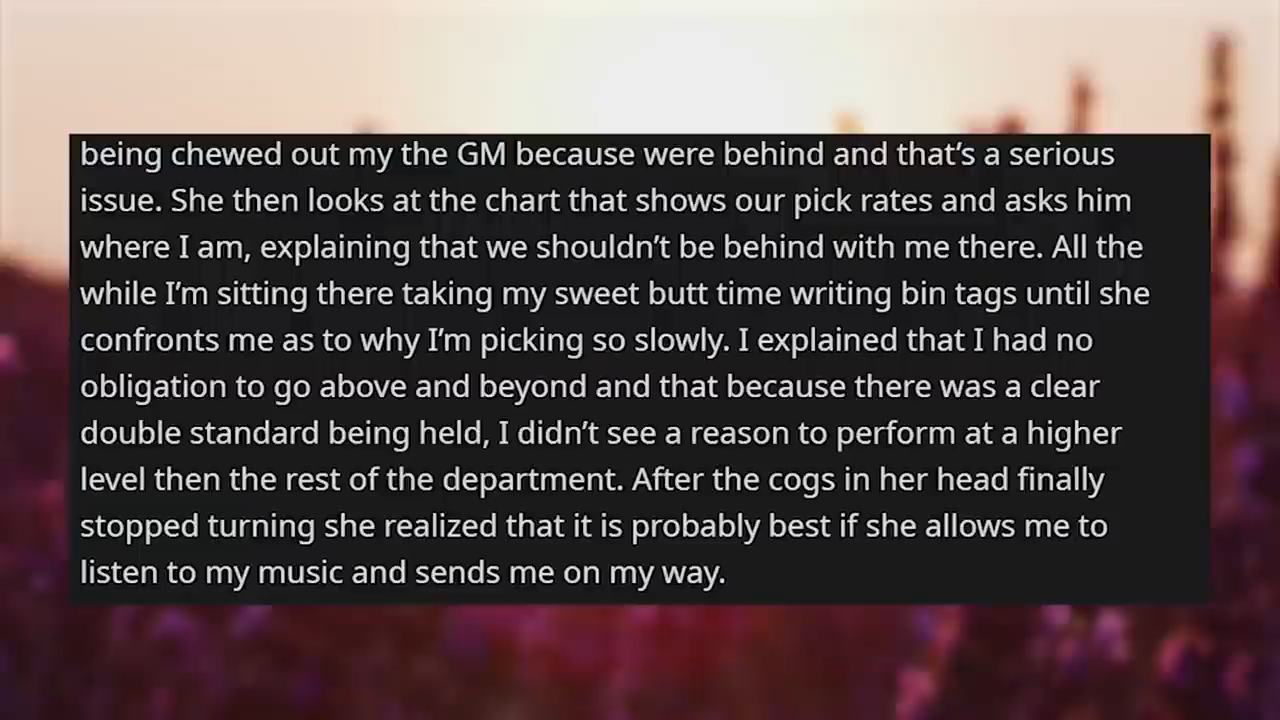 being chewed out my the GM because were behind and that’s a serious
issue. She then looks at the chart that shows our pick rates and asks him
where I am, explaining that we shouldn’t be behind with me there. All the
while I’m sitting there taking my sweet butt time writing bin tags until she
confronts me as to why I’m picking so slowly. I explained that I had no
obligation to go above and beyond and that because there was a clear
double standard being held, I didn’t see a reason to perform at a higher
level then the rest of the department. After the cogs in her head finally
stopped turning she realized that it is probably best if she allows me to
listen to my music and sends me on my way.